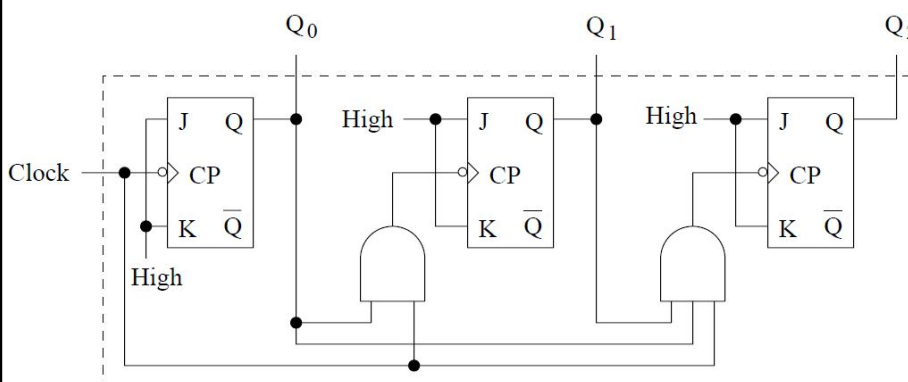 Q0 Q1 Q
J Q High J Q High J Q
Clock CP CP CP
K Q̅ K Q̅ K Q̅
High